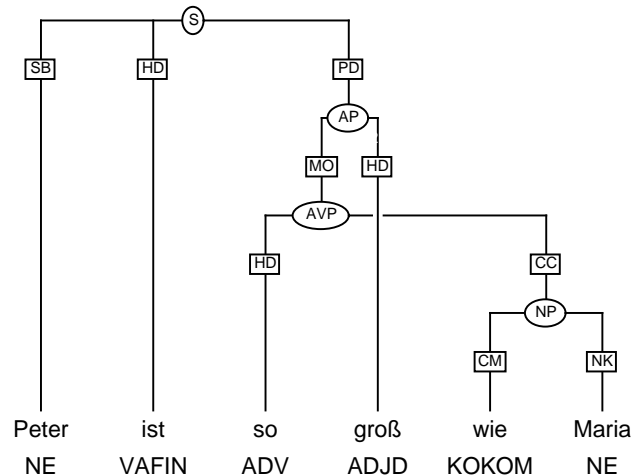 S
SB HD PD
AP
MO HD
AVP
HD CC
NP
CM NK
Peter ist so groß wie Maria
NE VAFIN ADV ADJD KOKOM NE